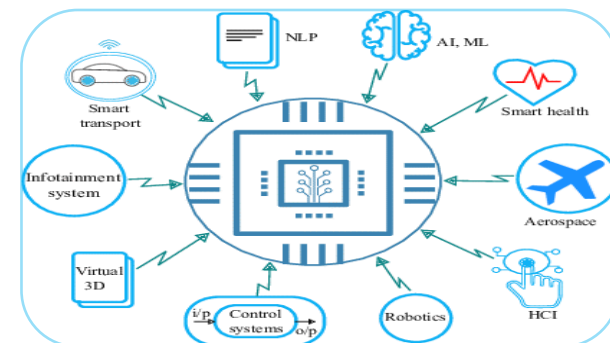 NLP
AI, ML
Smart
transport
Smart health
Infotainment
system
Aerospace
Virtual
3D
i/p
Control
systems
o/p
Robotics
HCI